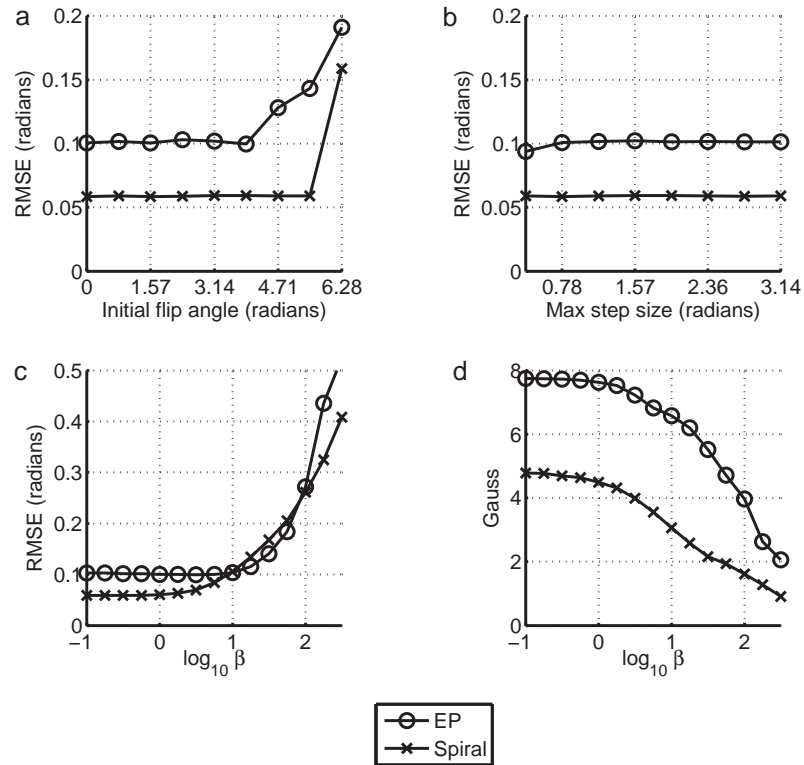 a
0.2
0.15
0.1
0.05
0
RMSE (radians)
0 1.57 3.14 4.71 6.28
Initial flip angle (radians)
b
0.2
0.15
0.1
0.05
0
RMSE (radians)
0.78 1.57 2.36 3.14
Max step size (radians)
c
0.5
0.4
0.3
0.2
0.1
0
RMSE (radians)
−1 0 1 2
log10 β
d
8
6
4
2
0
Gauss
−1 0 1 2
log10 β
EP
Spiral